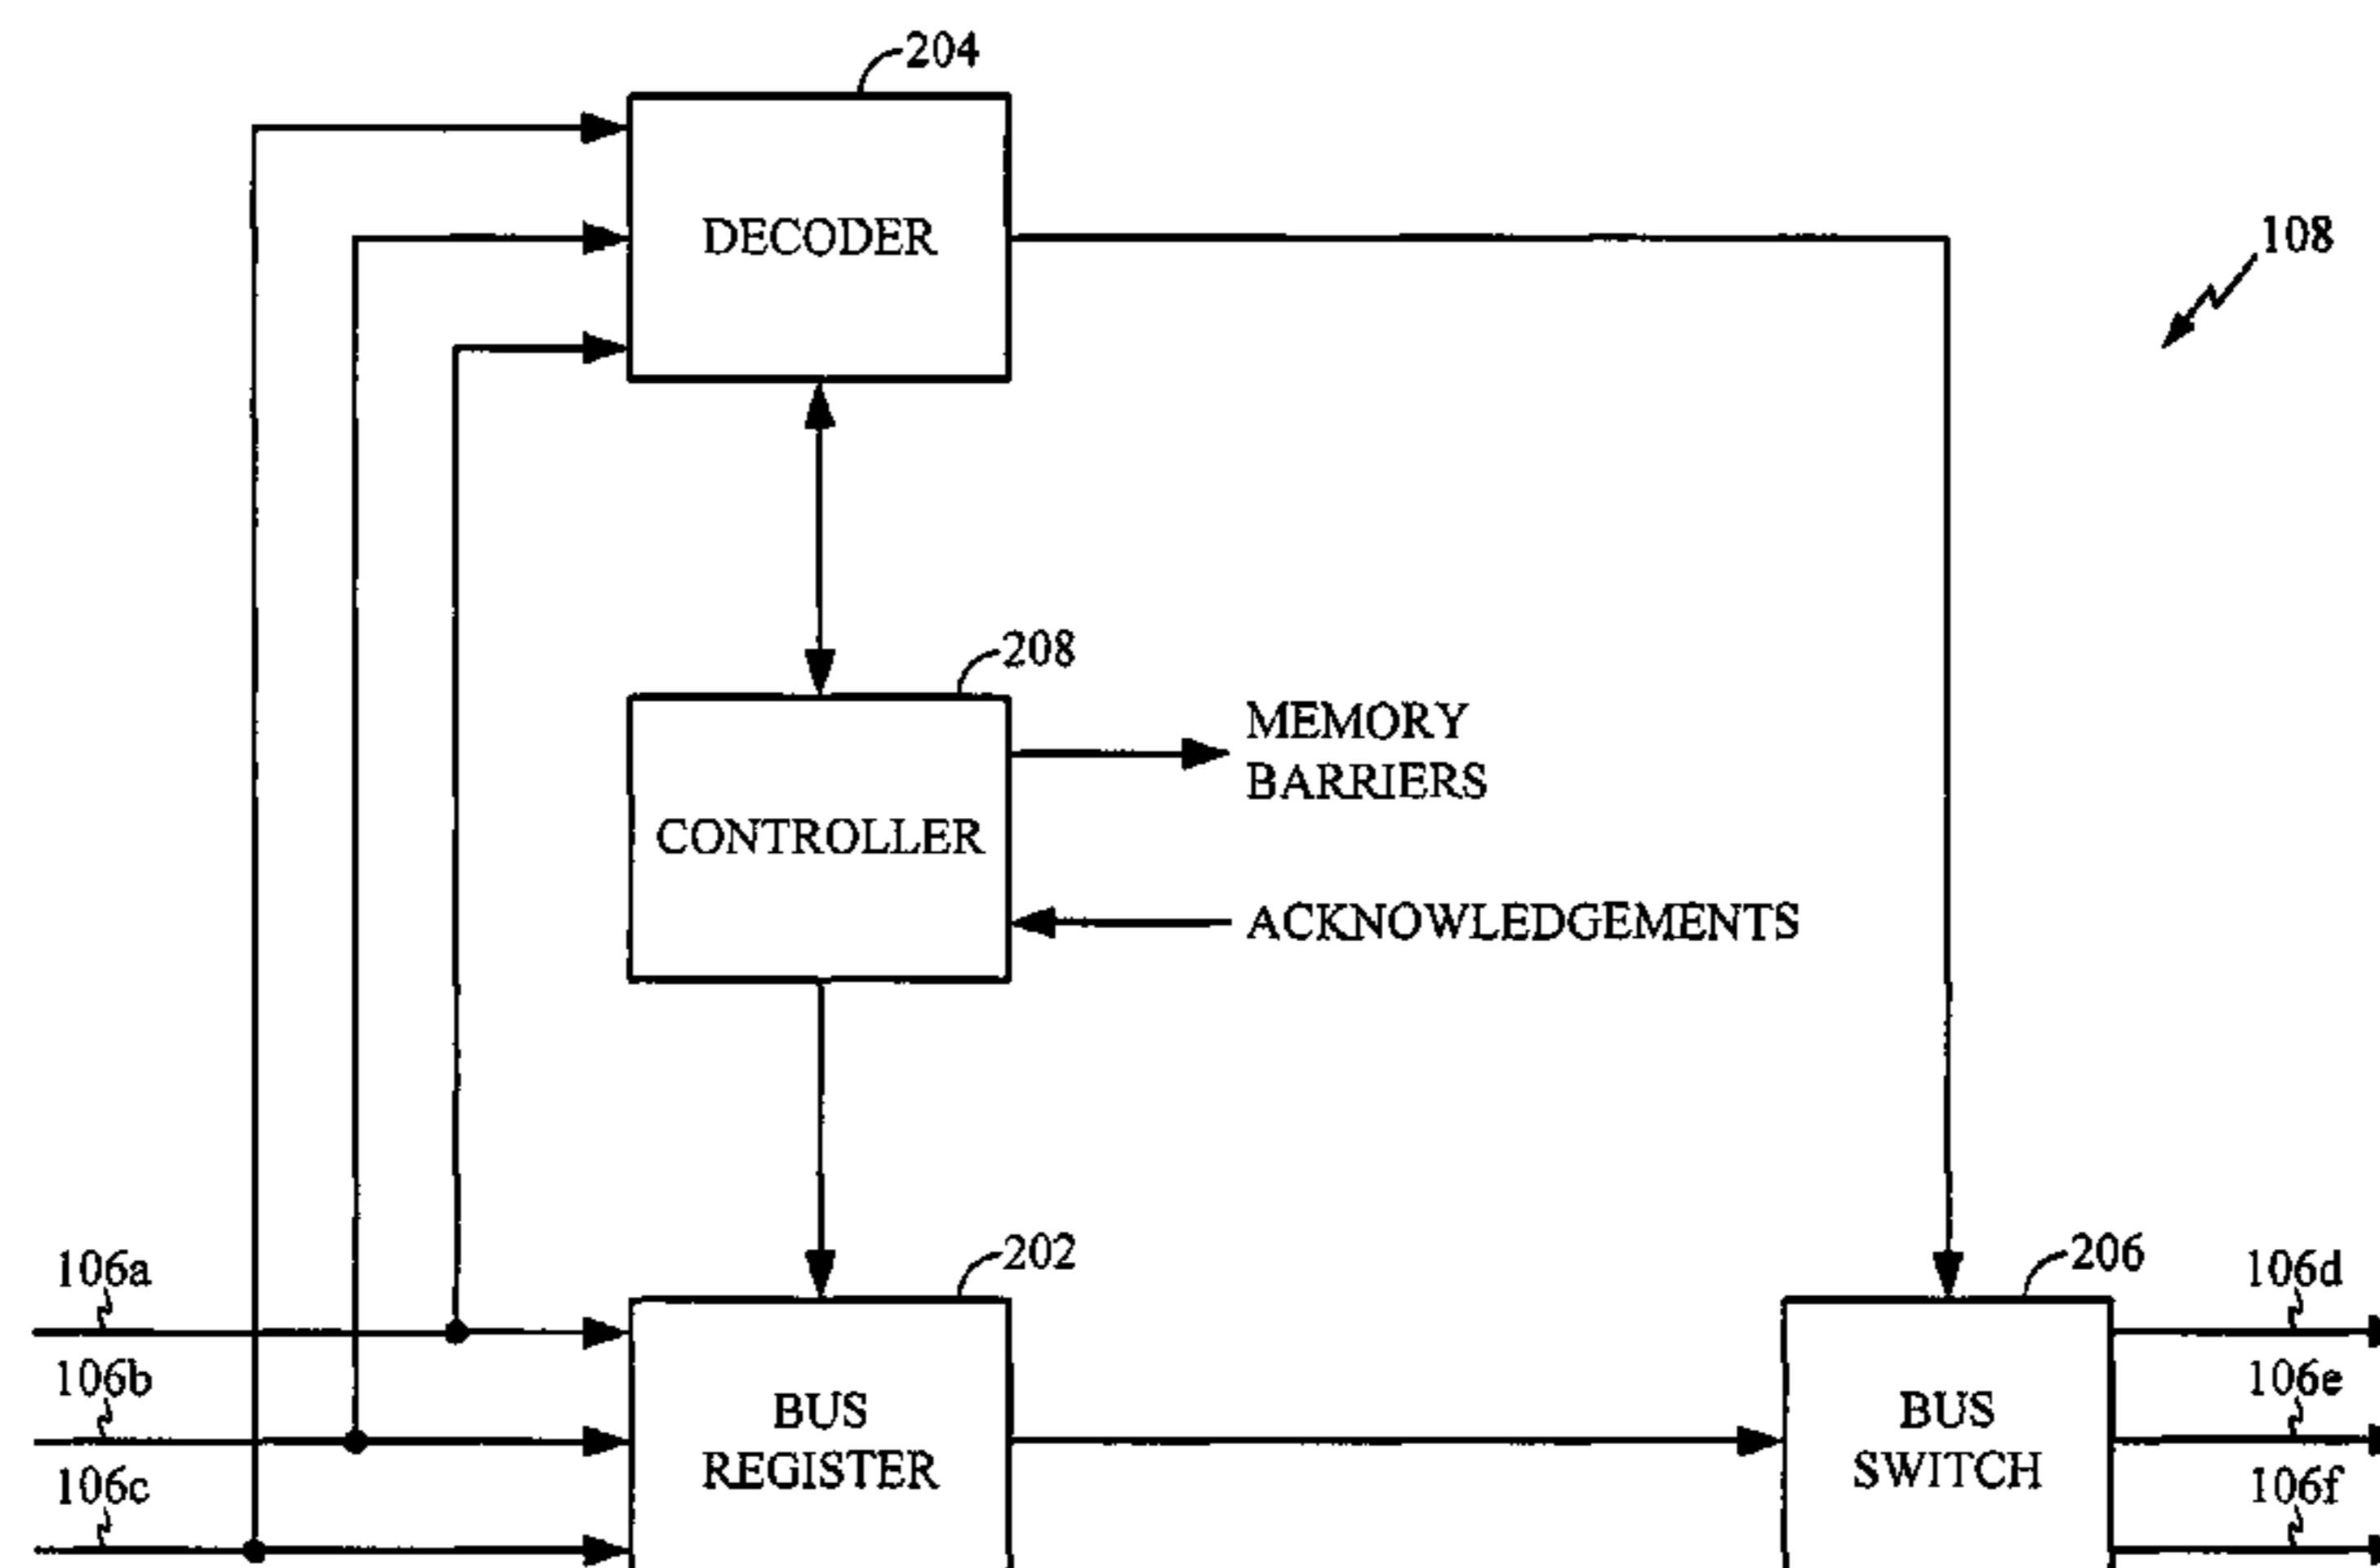 204
DECODER
108
208
MEMORY
BARRIERS
CONTROLLER
ACKNOWLEDGEMENTS
106a
202
206
106d
106b
BUS
REGISTER
BUS
SWITCH
106e
106c
106f